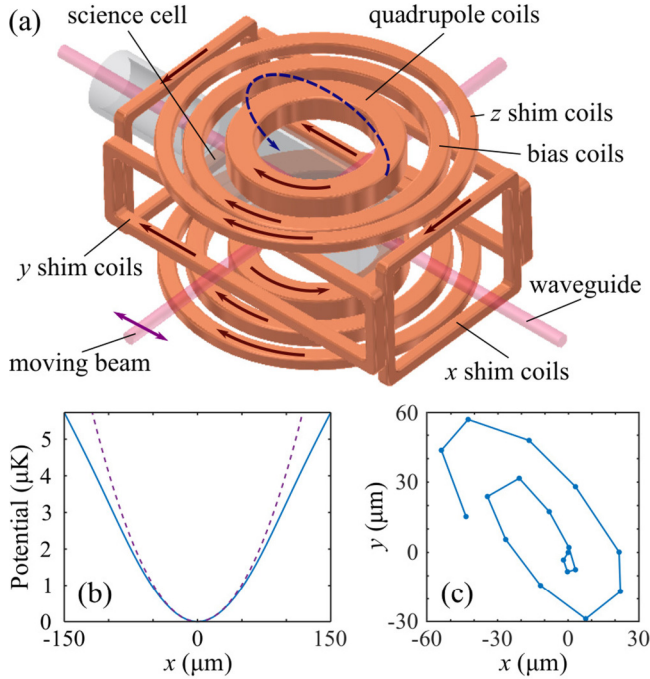 (a)
science cell
quadrupole coils
z shim coils
bias coils
y shim coils
waveguide
moving beam
x shim coils
5
4
3
2
1
0
Potential (μK)
(b)
-150
0
150
x (μm)
60
30
0
-30
y (μm)
(c)
-60
-30
0
30
x (μm)